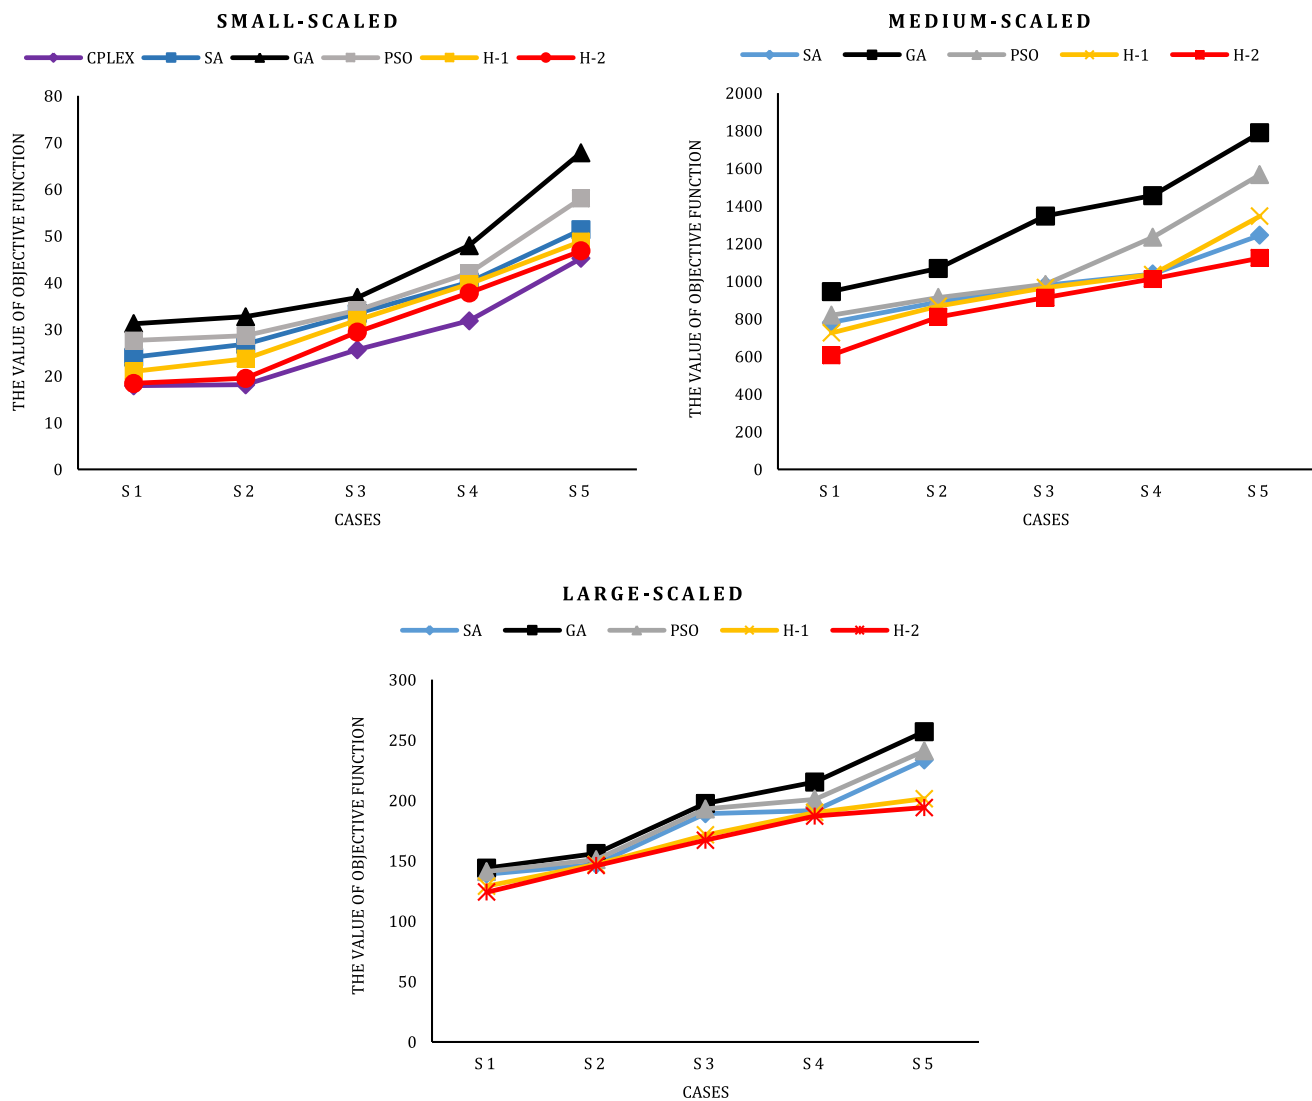 SMALL-SCALED
CPLEX SA GA PSO H-1 H-2
THE VALUE OF OBJECTIVE FUNCTION
80
70
60
50
40
30
20
10
0
S 1 S 2 S 3 S 4 S 5
CASES
MEDIUM-SCALED
SA GA PSO H-1 H-2
THE VALUE OF OBJECTIVE FUNCTION
2000
1800
1600
1400
1200
1000
800
600
400
200
0
S 1 S 2 S 3 S 4 S 5
CASES
LARGE-SCALED
SA GA PSO H-1 H-2
THE VALUE OF OBJECTIVE FUNCTION
300
250
200
150
100
50
0
S 1 S 2 S 3 S 4 S 5
CASES